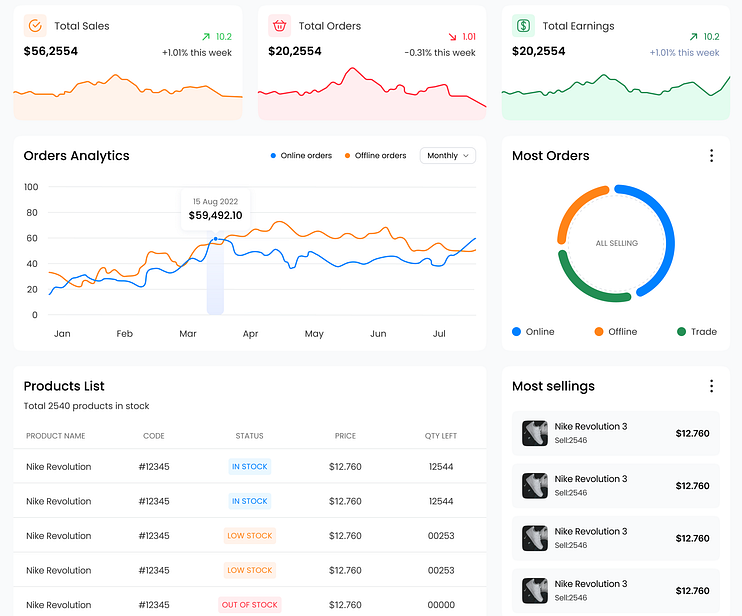 Total Sales
10.2
$56,2554
+1.01% this week
Total Orders
1.01
$20,2554
-0.31% this week
Total Earnings
10.2
$20,2554
+1.01% this week
Orders Analytics
Online orders
Offline orders
Monthly
100
80
60
40
20
0
15 Aug 2022
$59,492.10
Jan Feb Mar Apr May Jun Jul
Most Orders
ALL SELLING
Online Offline Trade
Products List
Total 2540 products in stock
PRODUCT NAME CODE STATUS PRICE QTY LEFT
Nike Revolution #12345 IN STOCK $12.760 12544
Nike Revolution #12345 IN STOCK $12.760 12544
Nike Revolution #12345 LOW STOCK $12.760 00253
Nike Revolution #12345 LOW STOCK $12.760 00253
Nike Revolution #12345 OUT OF STOCK $12.760 00000
Most sellings
Nike Revolution 3
Sell:2546
$12.760
Nike Revolution 3
Sell:2546
$12.760
Nike Revolution 3
Sell:2546
$12.760
Nike Revolution 3
Sell:2546
$12.760